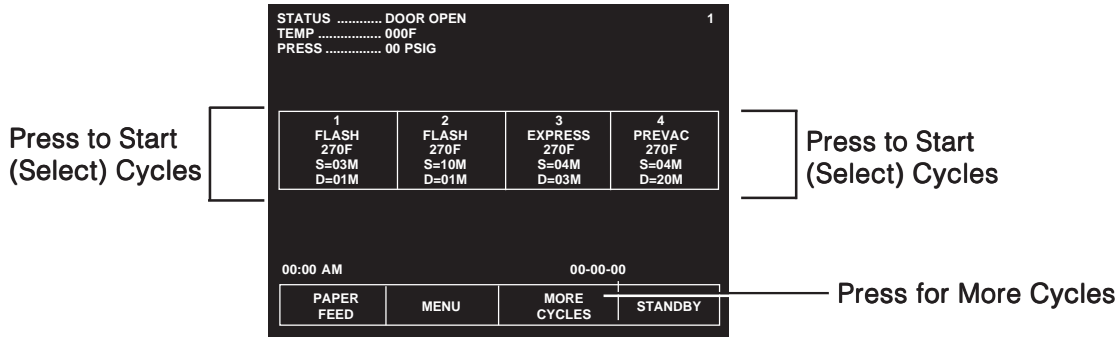 STATUS ............ DOOR OPEN 1
TEMP ................. 000F
PRESS ............... 00 PSIG
Press to Start
(Select) Cycles
1 2 3 4
FLASH FLASH EXPRESS PREVAC
270F 270F 270F 270F
S=03M S=10M S=04M S=04M
D=01M D=01M D=03M D=20M
Press to Start
(Select) Cycles
00:00 AM 00-00-00
PAPER
FEED
MENU
MORE
CYCLES
STANDBY
Press for More Cycles